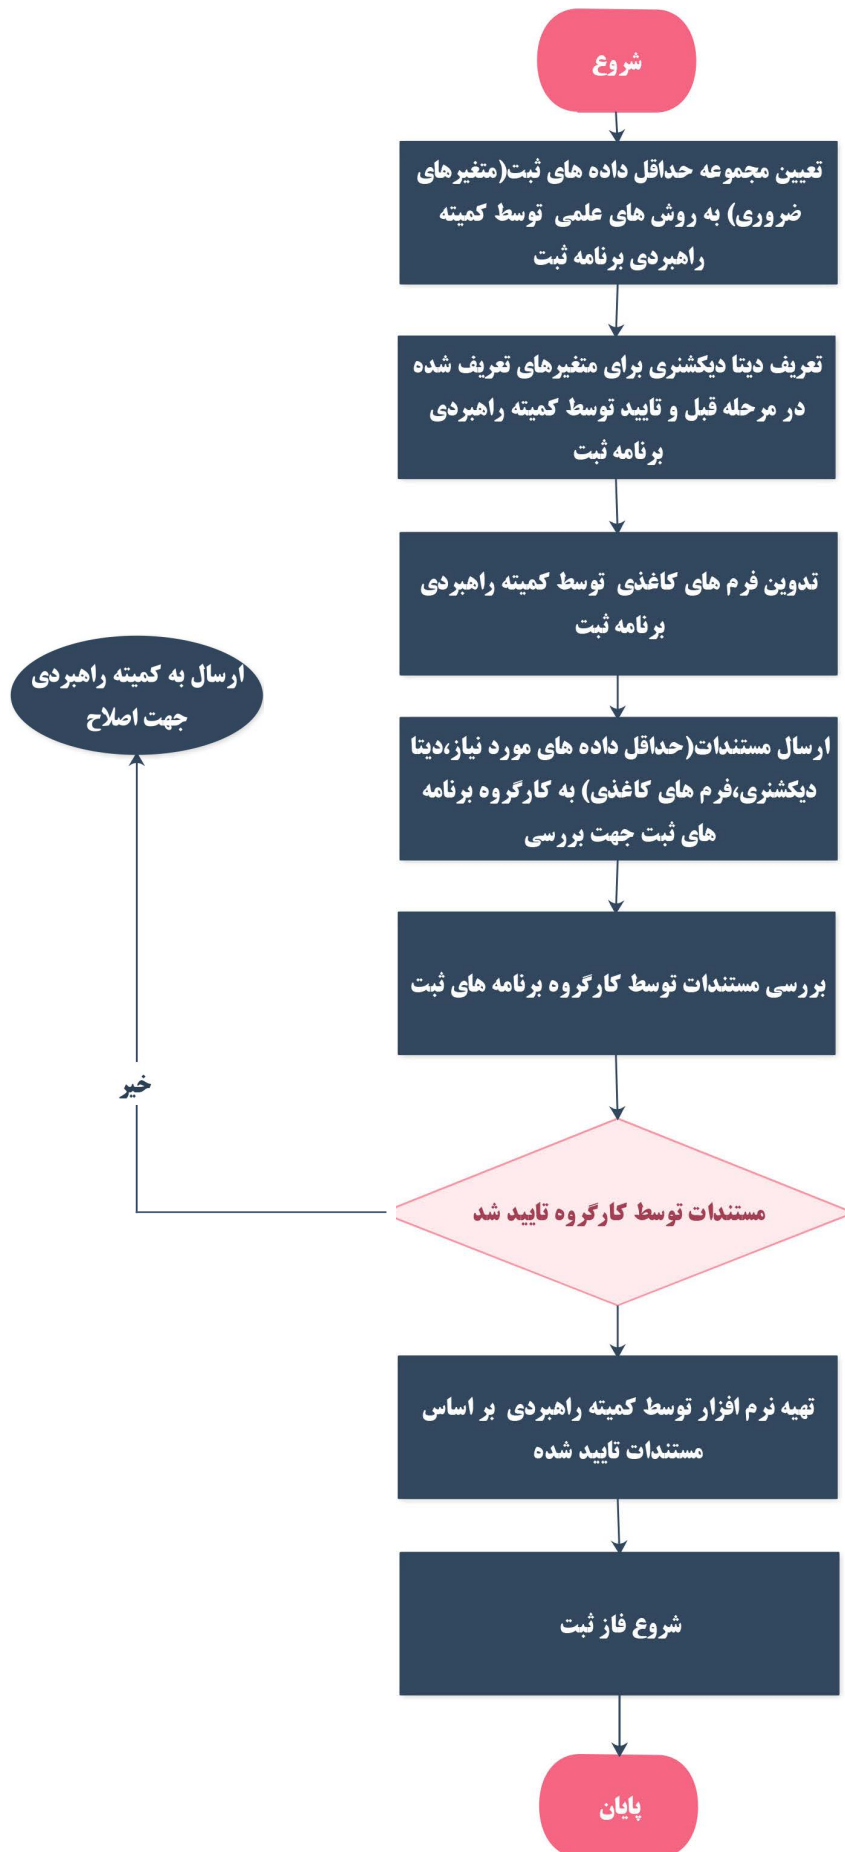 شروع
تعیین مجموعه حداقل داده های ثبت(متغیرهای
ضروری) به روش های علمی توسط کمیته
راهبردی برنامه ثبت
تعریف دیتا دیکشنری برای متغیرهای تعریف شده
در مرحله قبل و تایید توسط کمیته راهبردی
برنامه ثبت
تدوین فرم های کاغذی توسط کمیته راهبردی
برنامه ثبت
ارسال به کمیته راهبردی
جهت اصلاح
ارسال مستندات(حداقل داده های مورد نیاز،دیتا
دیکشنری،فرم های کاغذی) به کارگروه برنامه
های ثبت جهت بررسی
بررسی مستندات توسط کارگروه برنامه های ثبت
خیر
مستندات توسط کارگروه تایید شد
تهیه نرم افزار توسط کمیته راهبردی بر اساس
مستندات تایید شده
شروع فاز ثبت
پایان